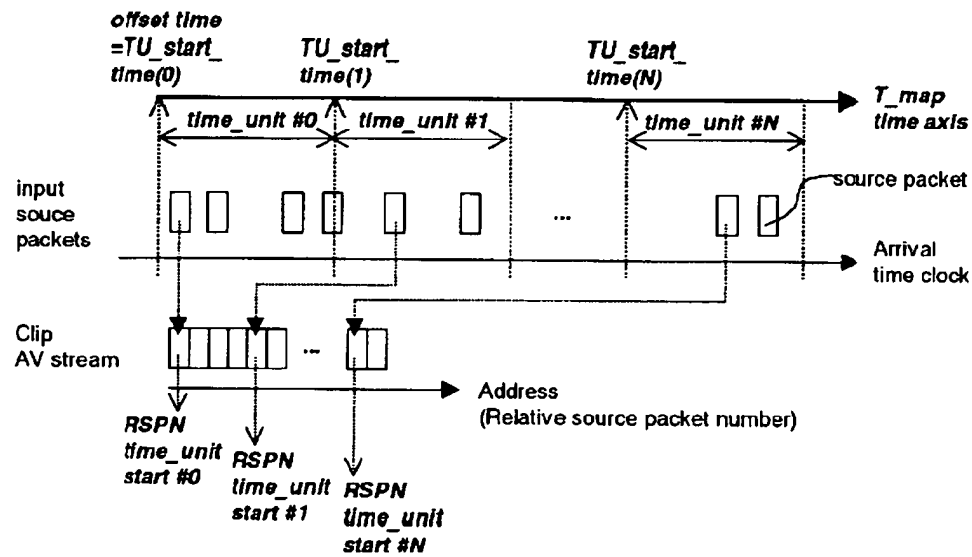 offset time
=TU_start_
time(0)
TU_start_
time(1)
TU_start_
time(N)
T_map
time axis
time_unit #0
time_unit #1
time_unit #N
input
souce
packets
...
source packet
Arrival
time clock
Clip
AV stream
...
Address
(Relative source packet number)
RSPN
time_unit
start #0
RSPN
time_unit
start #1
RSPN
time_unit
start #N